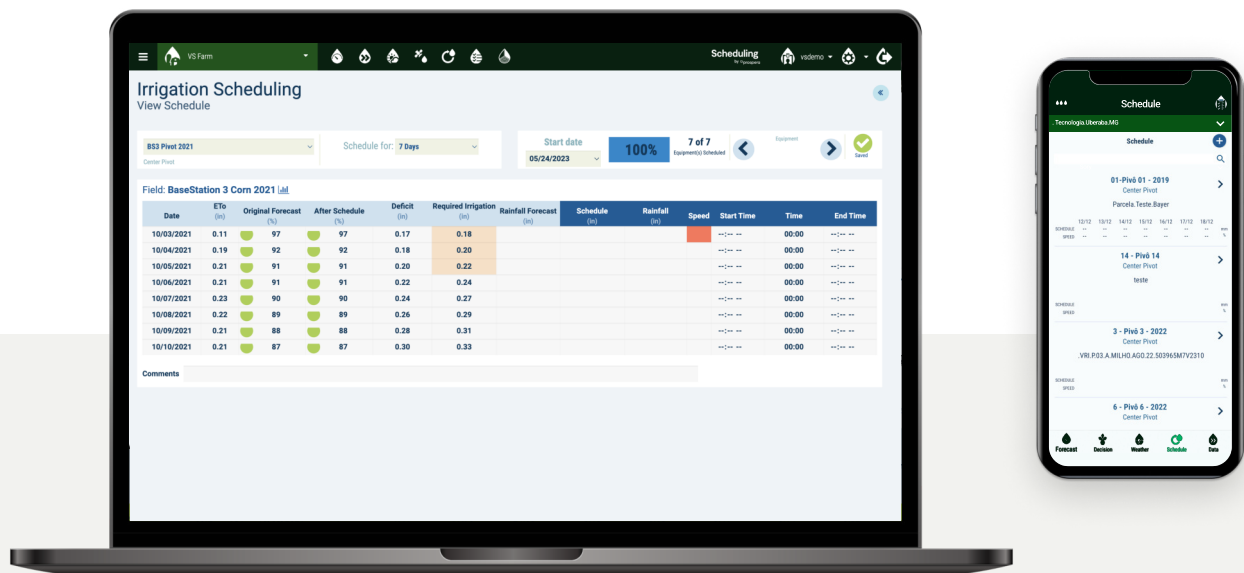 VS Farm
Scheduling
by Prospera
vsdemo
Irrigation Scheduling
View Schedule
BS3 Pivot 2021
Center Pivot
Schedule for: 7 Days
Start date
05/24/2023
100%
7 of 7
Equipment(s) Scheduled
Equipment
Saved
Field: BaseStation 3 Corn 2021
Date ETo (in) Original Forecast (%) After Schedule (%) Deficit (in) Required Irrigation (in) Rainfall Forecast (in) Schedule (in) Rainfall (in) Speed Start Time Time End Time
10/03/2021 0.11 97 97 0.17 0.18 --:-- -- 00:00 --:-- --
10/04/2021 0.19 92 92 0.18 0.20 --:-- -- 00:00 --:-- --
10/05/2021 0.21 91 91 0.20 0.22 --:-- -- 00:00 --:-- --
10/06/2021 0.21 91 91 0.22 0.24 --:-- -- 00:00 --:-- --
10/07/2021 0.23 90 90 0.24 0.27 --:-- -- 00:00 --:-- --
10/08/2021 0.22 89 89 0.26 0.29 --:-- -- 00:00 --:-- --
10/09/2021 0.21 88 88 0.28 0.31 --:-- -- 00:00 --:-- --
10/10/2021 0.21 87 87 0.30 0.33 --:-- -- 00:00 --:-- --
Comments
Schedule
Tecnologia.Uberaba.MG
Schedule
01-Pivô 01 - 2019
Center Pivot
Parcela.Teste.Bayer
12/12 13/12 14/12 15/12 16/12 17/12 18/12
SCHEDULE -- -- -- -- -- -- -- mm
SPEED -- -- -- -- -- -- -- %
14 - Pivô 14
Center Pivot
teste
SCHEDULE mm
SPEED %
3 - Pivô 3 - 2022
Center Pivot
.VRI.P.03.A.MILHO.AGO.22.503965M7V2310
SCHEDULE mm
SPEED %
6 - Pivô 6 - 2022
Center Pivot
Forecast Decision Weather Schedule Data